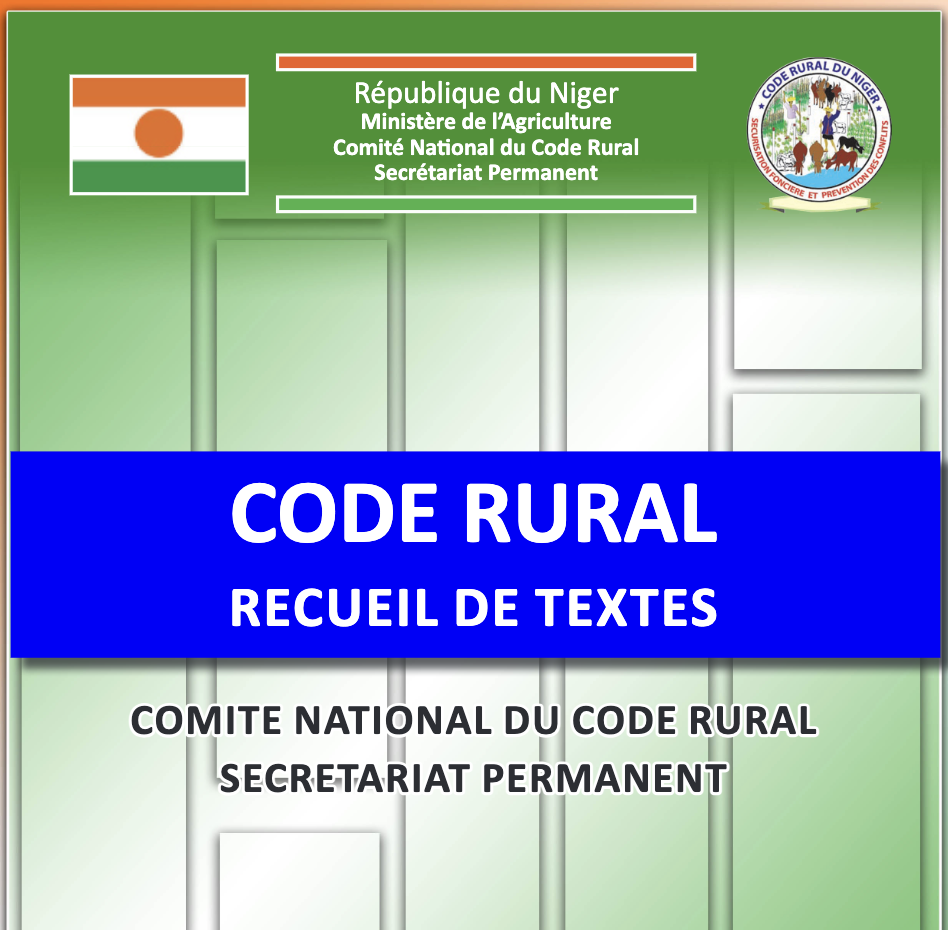 République du Niger
Ministère de l'Agriculture
Comité National du Code Rural
Secrétariat Permanent
★ CODE RURAL DU NIGER ★
SECURISATION FONCIERE ET PREVENTION DES CONFLITS
CODE RURAL
RECUEIL DE TEXTES
COMITE NATIONAL DU CODE RURAL
SECRETARIAT PERMANENT